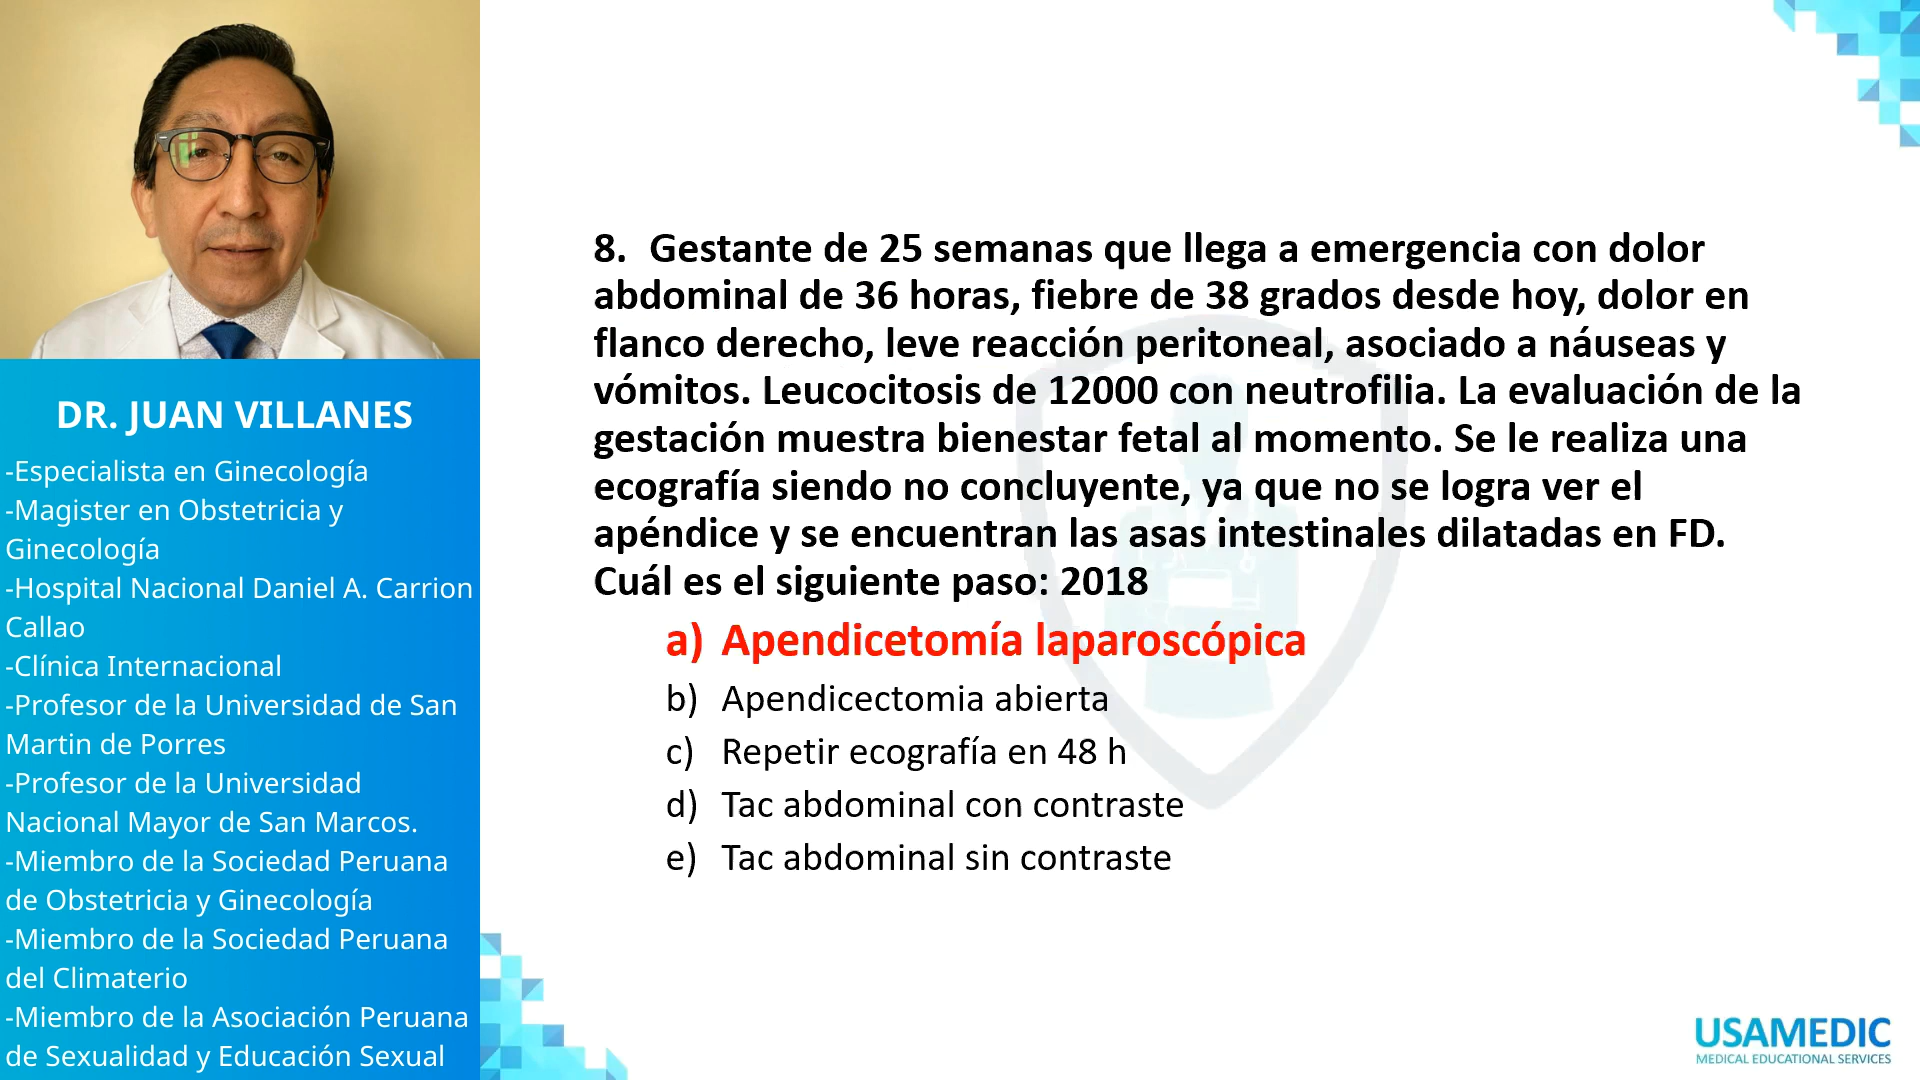 DR. JUAN VILLANES
-Especialista en Ginecología
-Magister en Obstetricia y
Ginecología
-Hospital Nacional Daniel A. Carrion
Callao
-Clínica Internacional
-Profesor de la Universidad de San
Martin de Porres
-Profesor de la Universidad
Nacional Mayor de San Marcos.
-Miembro de la Sociedad Peruana
de Obstetricia y Ginecología
-Miembro de la Sociedad Peruana
del Climaterio
-Miembro de la Asociación Peruana
de Sexualidad y Educación Sexual
8. Gestante de 25 semanas que llega a emergencia con dolor
abdominal de 36 horas, fiebre de 38 grados desde hoy, dolor en
flanco derecho, leve reacción peritoneal, asociado a náuseas y
vómitos. Leucocitosis de 12000 con neutrofilia. La evaluación de la
gestación muestra bienestar fetal al momento. Se le realiza una
ecografía siendo no concluyente, ya que no se logra ver el
apéndice y se encuentran las asas intestinales dilatadas en FD.
Cuál es el siguiente paso: 2018
a) Apendicetomía laparoscópica
b) Apendicectomia abierta
c) Repetir ecografía en 48 h
d) Tac abdominal con contraste
e) Tac abdominal sin contraste
USAMEDIC
MEDICAL EDUCATIONAL SERVICES